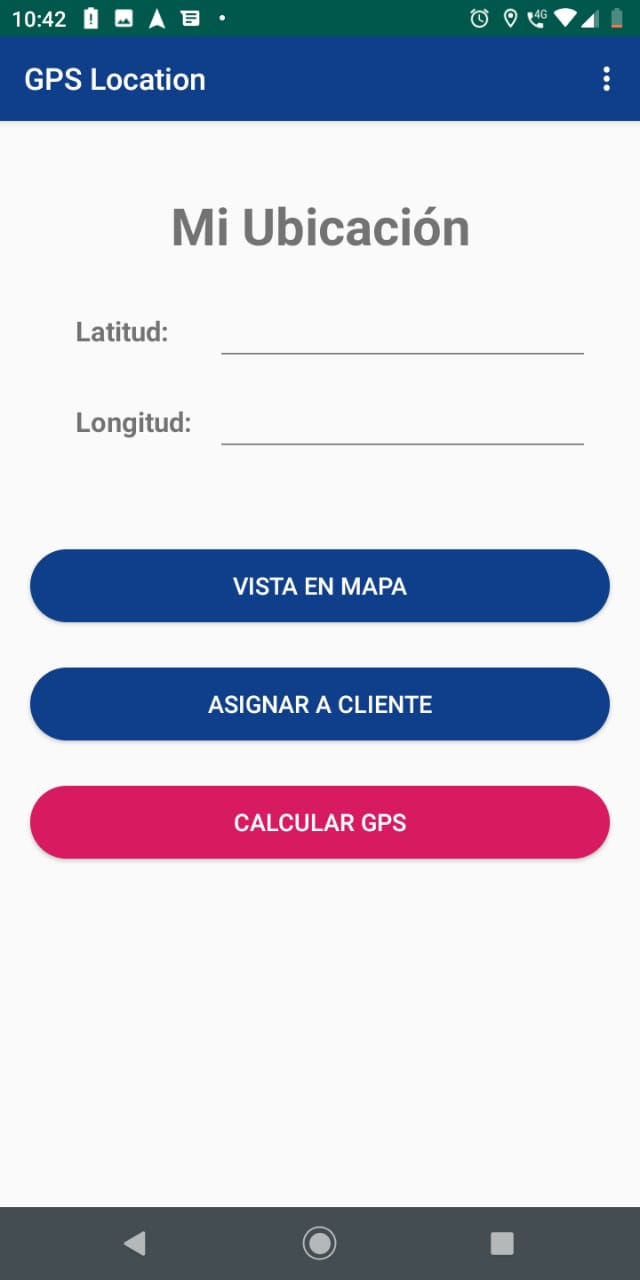 10:42
4G
GPS Location
Mi Ubicación
Latitud:
Longitud:
VISTA EN MAPA
ASIGNAR A CLIENTE
CALCULAR GPS